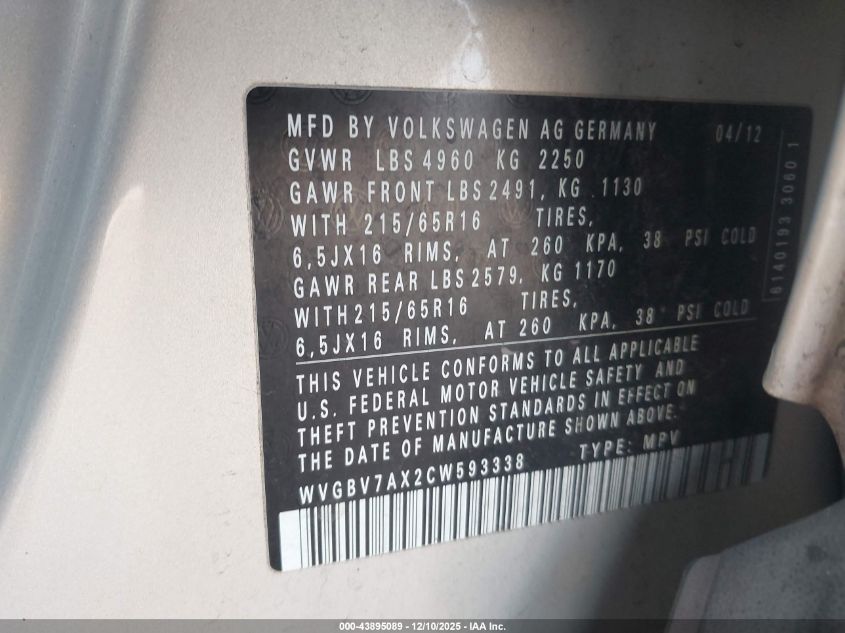 MFD BY VOLKSWAGEN AG GERMANY 04/12
GVWR LBS 4960 KG 2250
GAWR FRONT LBS 2491, KG 1130
WITH 215/65R16 TIRES,
6,5JX16 RIMS, AT 260 KPA, 38 PSI COLD
GAWR REAR LBS 2579, KG 1170
WITH 215/65R16 TIRES,
6,5JX16 RIMS, AT 260 KPA, 38 PSI COLD
THIS VEHICLE CONFORMS TO ALL APPLICABLE
U.S. FEDERAL MOTOR VEHICLE SAFETY AND
THEFT PREVENTION STANDARDS IN EFFECT ON
THE DATE OF MANUFACTURE SHOWN ABOVE.
WVGBV7AX2CW593338 TYPE: MPV
6140193 3060 1
000-43895089 - 12/10/2025 - IAA Inc.